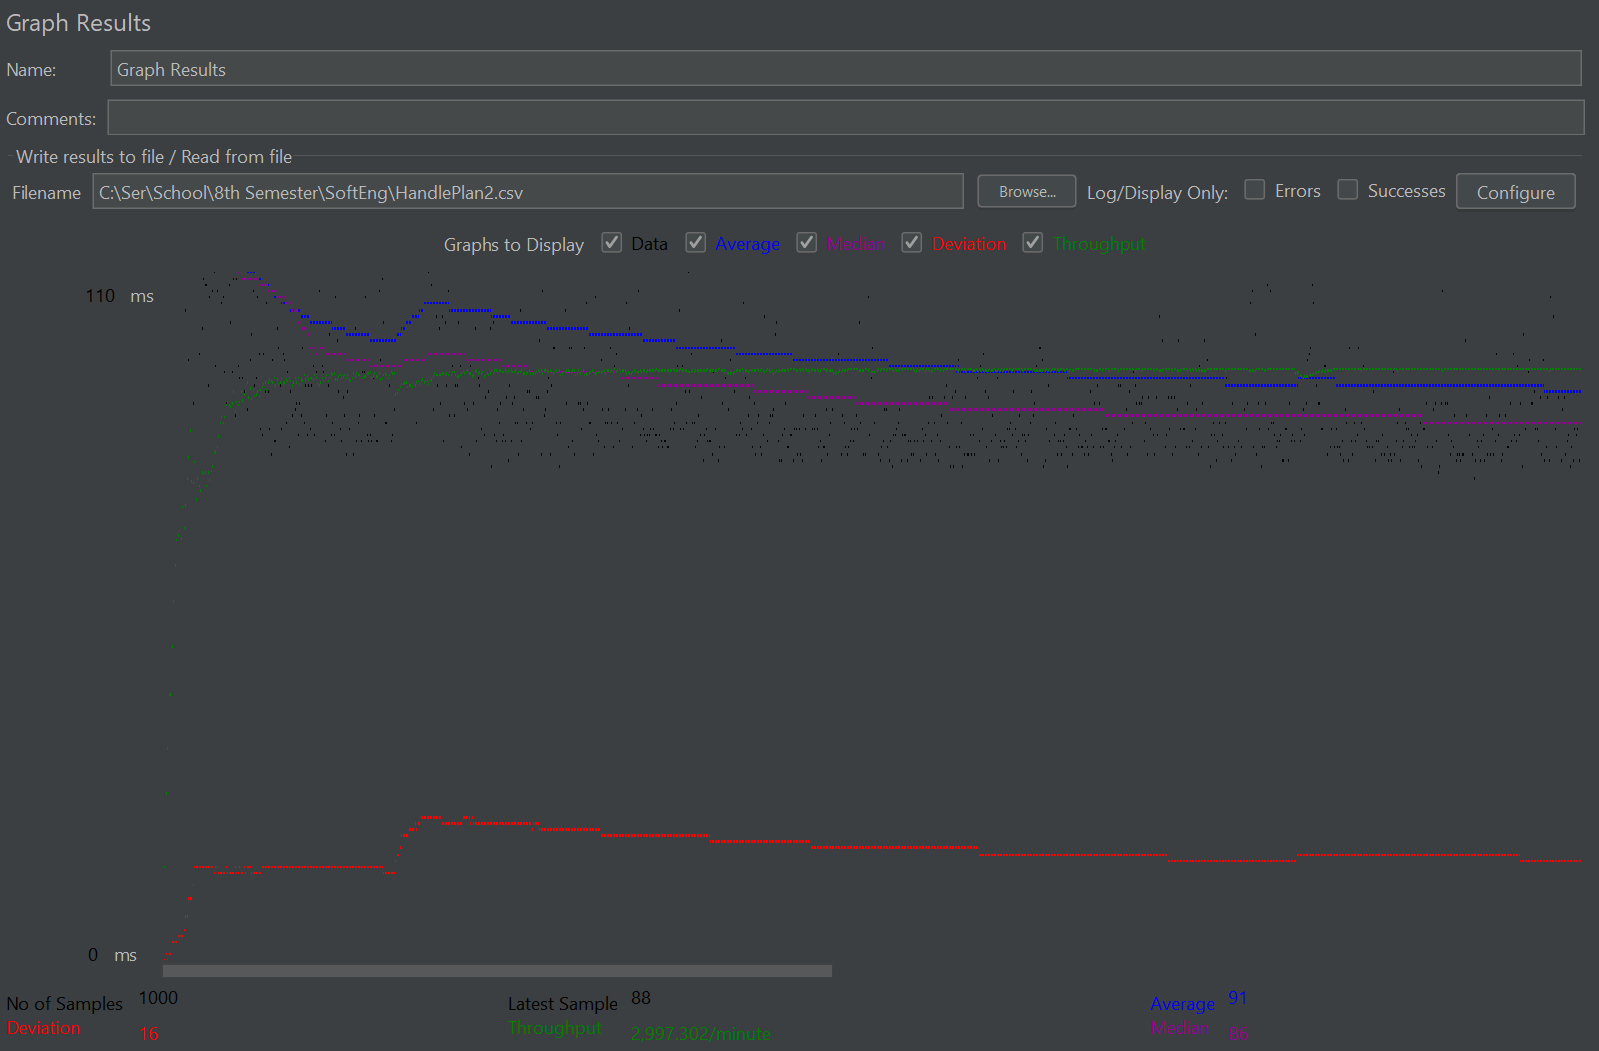 Graph Results
Name: Graph Results
Comments:
Write results to file / Read from file
Filename C:\Ser\School\8th Semester\SoftEng\HandlePlan2.csv Browse... Log/Display Only: Errors Successes Configure
Graphs to Display Data Average Median Deviation Throughput
110 ms
0 ms
No of Samples 1000 Latest Sample 88 Average 91
Deviation 16 Throughput 2,997.302/minute Median 86